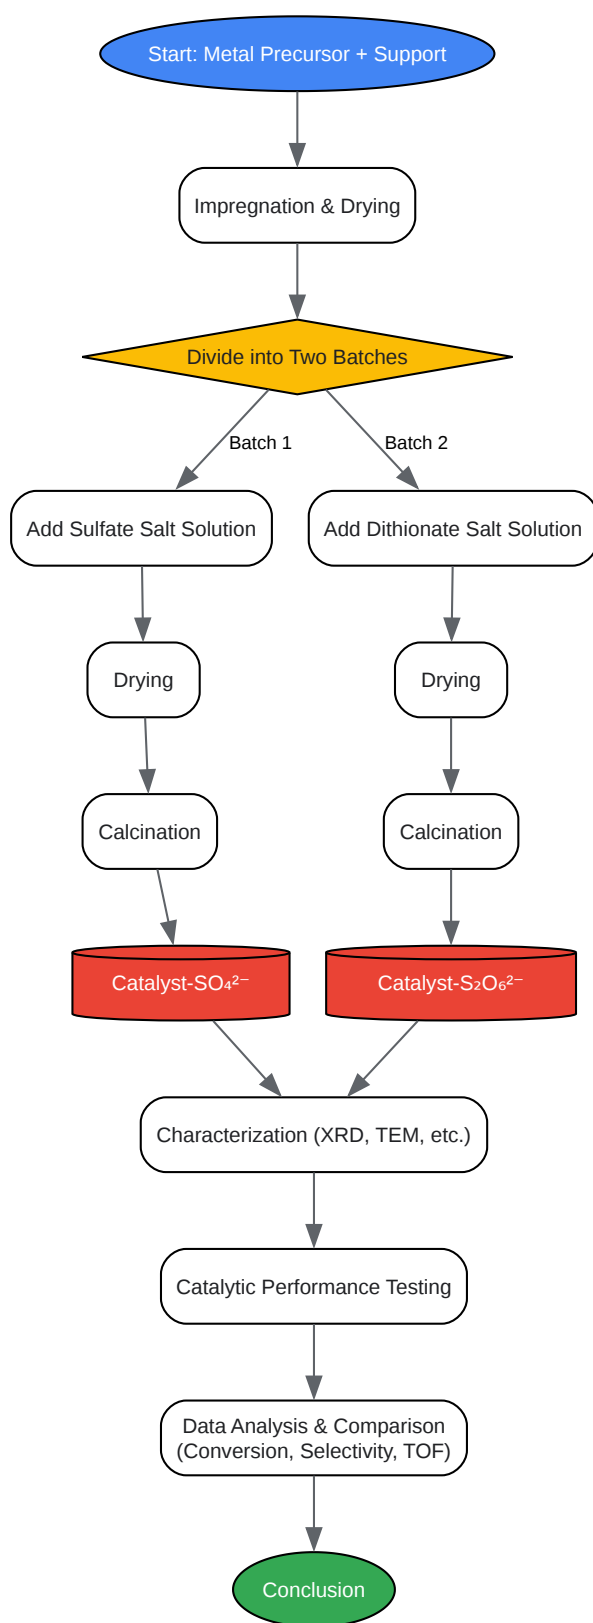 Start: Metal Precursor + Support
Impregnation & Drying
Divide into Two Batches
Batch 1
Batch 2
Add Sulfate Salt Solution
Add Dithionate Salt Solution
Drying
Drying
Calcination
Calcination
Catalyst-SO₄²⁻
Catalyst-S₂O₆²⁻
Characterization (XRD, TEM, etc.)
Catalytic Performance Testing
Data Analysis & Comparison
(Conversion, Selectivity, TOF)
Conclusion